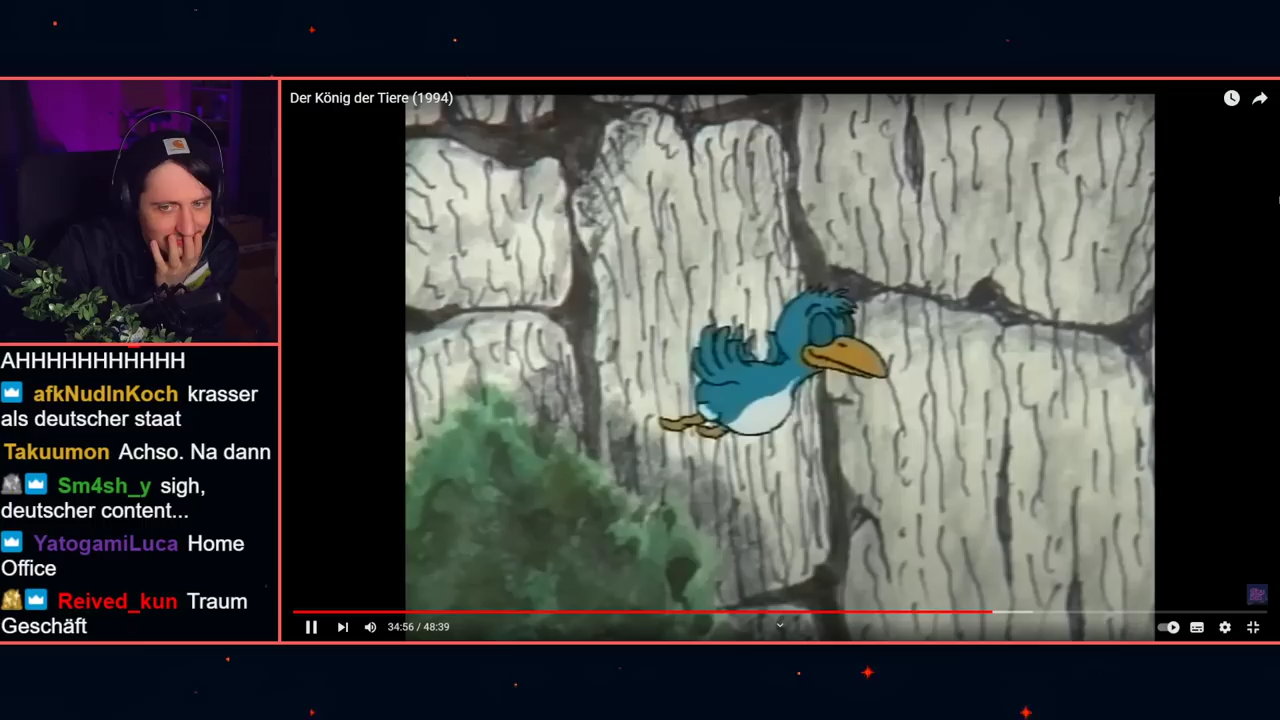 Der König der Tiere (1994)
AHHHHHHHHHHH
afkNudlnKoch krasser
als deutscher staat
Takuumon Achso. Na dann
Sm4sh_y sigh,
deutscher content...
YatogamiLuca Home
Office
Reived_kun Traum
Geschäft
34:56 / 48:39